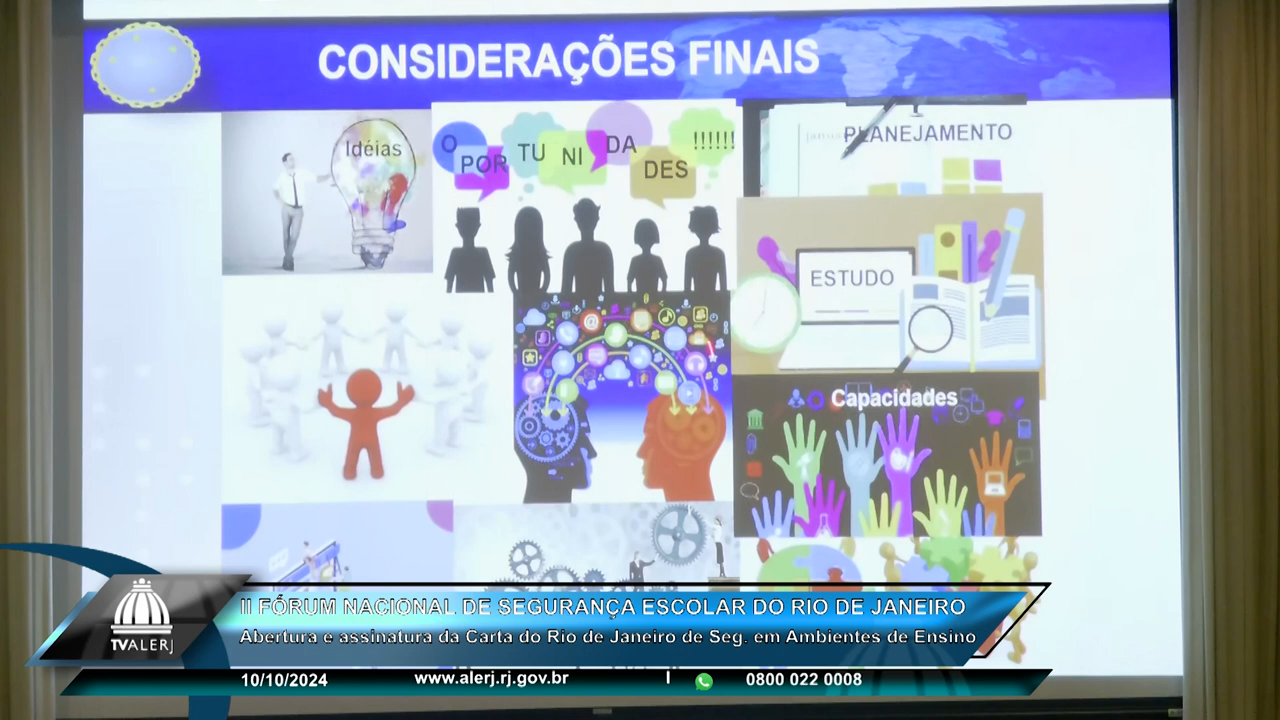 CONSIDERAÇÕES FINAIS
Idéias
O
POR
TU
NI
DA
DES
!!!!!!
PLANEJAMENTO
ESTUDO
Capacidades
II FÓRUM NACIONAL DE SEGURANÇA ESCOLAR DO RIO DE JANEIRO
Abertura e assinatura da Carta do Rio de Janeiro de Seg. em Ambientes de Ensino
TVALERJ
10/10/2024 www.alerj.rj.gov.br | 0800 022 0008